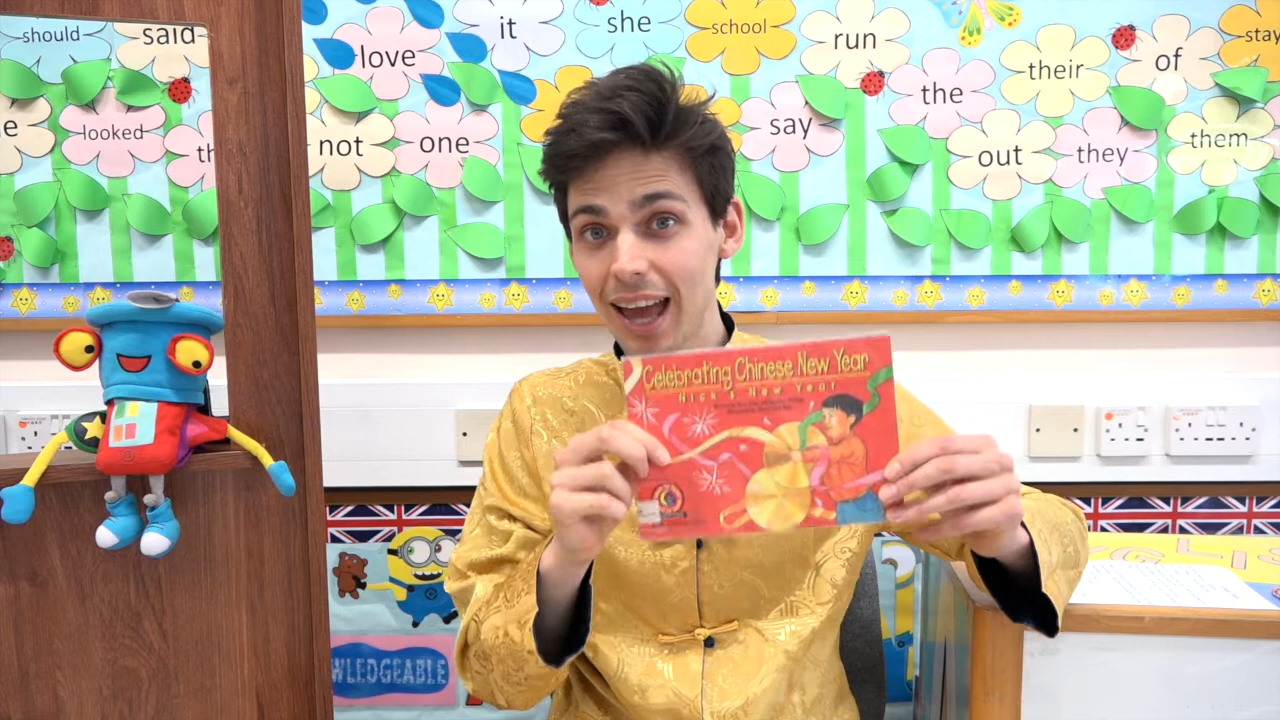 should
said
looked
love
it
she
school
run
their
of
stay
not
one
say
the
out
they
them
Celebrating Chinese New Year
Nick's New Year
WLEDGEABLE